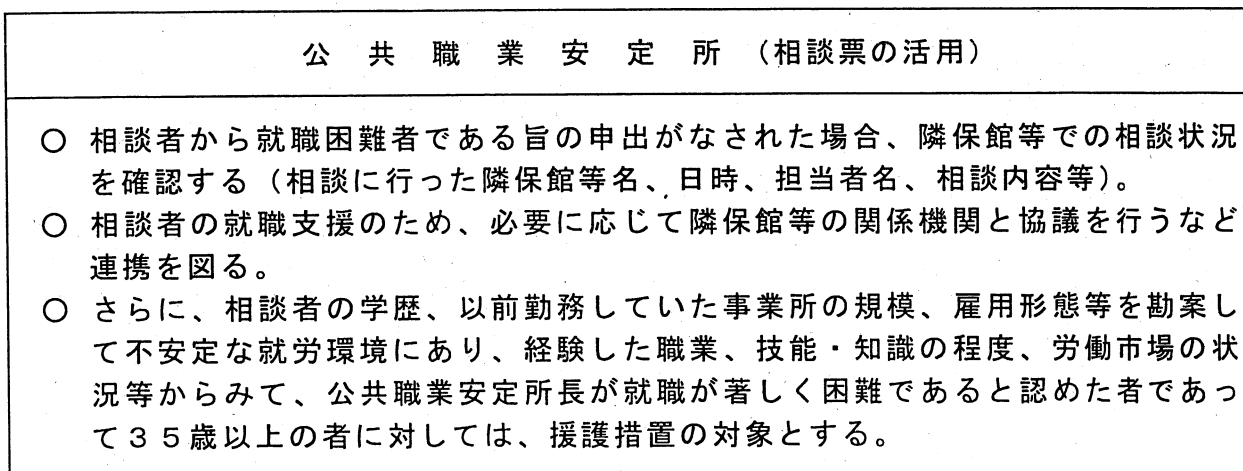 公共職業安定所（相談票の活用）
○ 相談者から就職困難者である旨の申出がなされた場合、隣保館等での相談状況
を確認する（相談に行った隣保館等名、日時、担当者名、相談内容等）。
○ 相談者の就職支援のため、必要に応じて隣保館等の関係機関と協議を行うなど
連携を図る。
○ さらに、相談者の学歴、以前勤務していた事業所の規模、雇用形態等を勘案し
て不安定な就労環境にあり、経験した職業、技能・知識の程度、労働市場の状
況等からみて、公共職業安定所長が就職が著しく困難であると認めた者であっ
て３５歳以上の者に対しては、援護措置の対象とする。